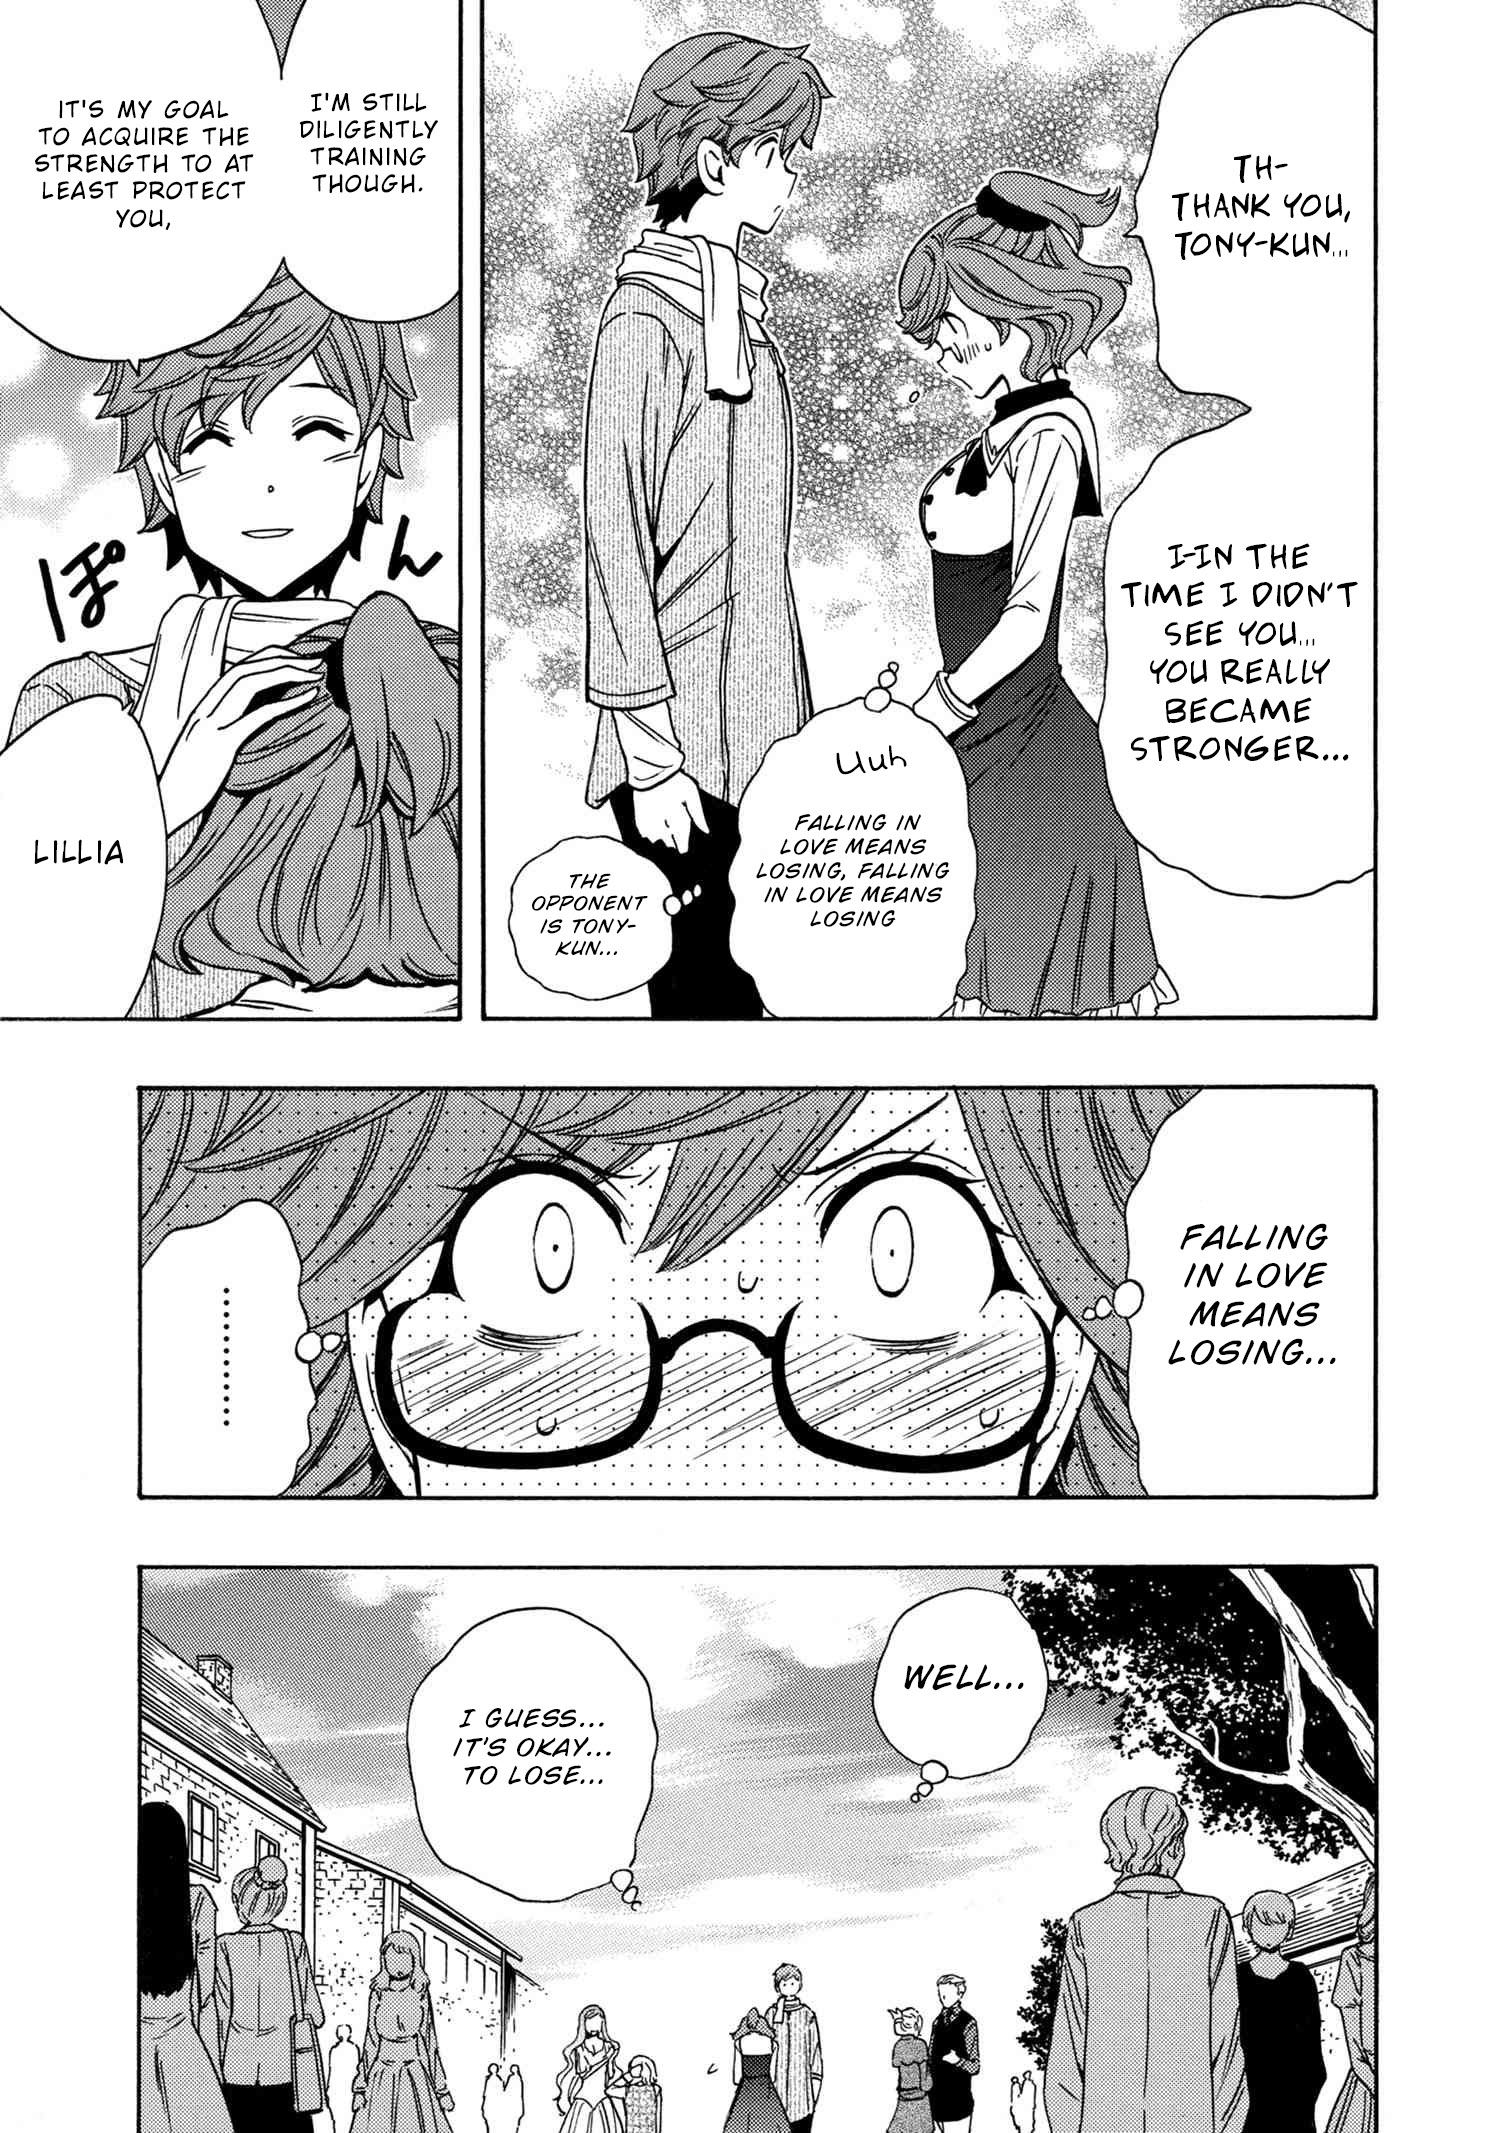 TH-
THANK YOU,
TONY-KUN...
I-IN THE
TIME I DIDN'T
SEE YOU...
YOU REALLY
BECAME
STRONGER...
Uuh
FALLING IN
LOVE MEANS
LOSING, FALLING
IN LOVE MEANS
LOSING
THE
OPPONENT
IS TONY-
KUN...
I'M STILL
DILIGENTLY
TRAINING
THOUGH.
IT'S MY GOAL
TO ACQUIRE THE
STRENGTH TO AT
LEAST PROTECT
YOU,
ぽん
LILLIA
FALLING
IN LOVE
MEANS
LOSING...
..........
WELL...
I GUESS...
IT'S OKAY...
TO LOSE...